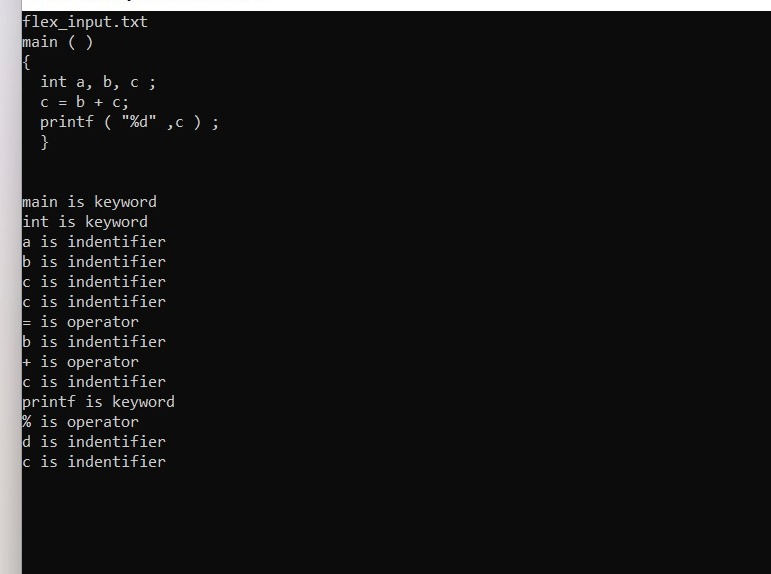 flex_input.txt
main ( )
{
int a, b, c ;
c = b + c;
printf ( "%d" ,c ) ;
}
main is keyword
int is keyword
a is indentifier
b is indentifier
c is indentifier
c is indentifier
= is operator
b is indentifier
+ is operator
c is indentifier
printf is keyword
% is operator
d is indentifier
c is indentifier